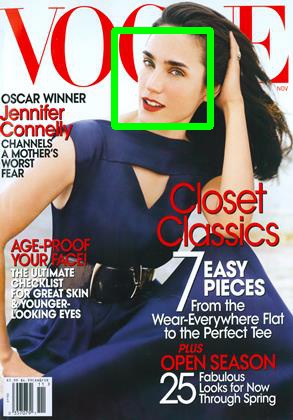 VOGUE
NOV
OSCAR WINNER
Jennifer
Connelly
CHANNELS
A MOTHER'S
WORST
FEAR
Closet
Classics
7 EASY
PIECES
From the
Wear-Everywhere Flat
to the Perfect Tee
AGE-PROOF
YOUR FACE!
THE ULTIMATE
CHECKLIST
FOR GREAT SKIN
& YOUNGER-
LOOKING EYES
PLUS
OPEN SEASON
25 Fabulous
Looks for Now
Through Spring